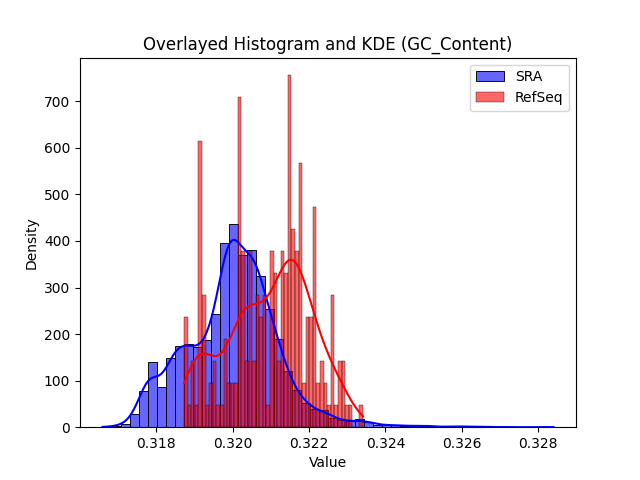 Overlayed Histogram and KDE (GC_Content)
SRA
RefSeq
700
600
500
400
300
200
100
0
Density
0.318
0.320
0.322
0.324
0.326
0.328
Value